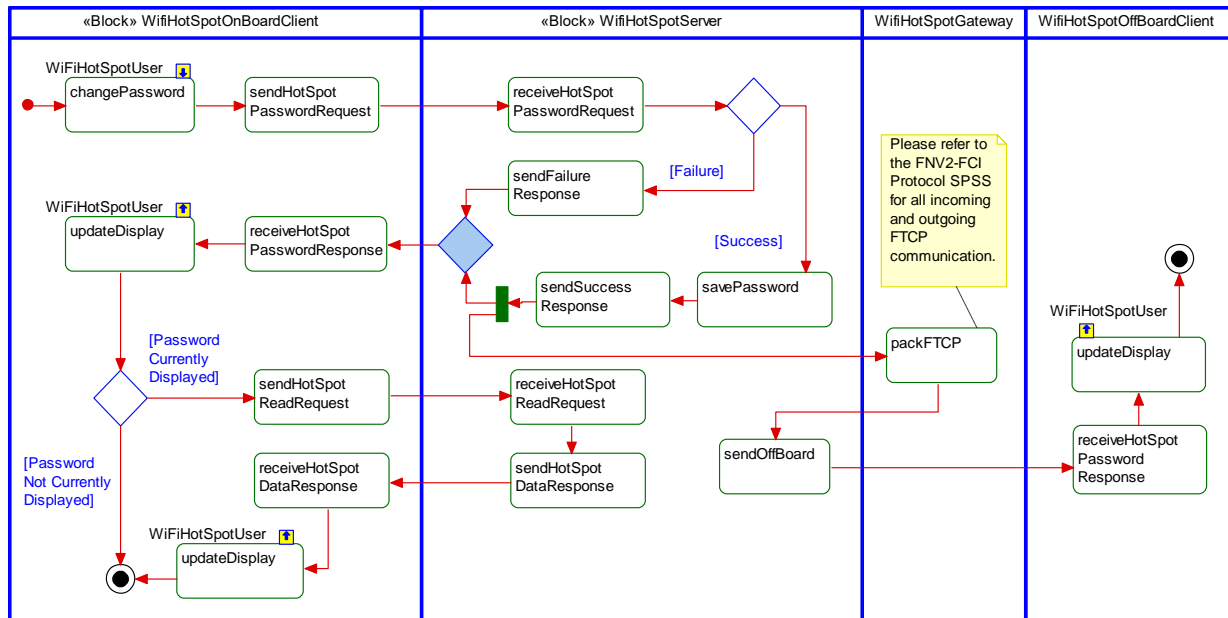 «Block» WifiHotSpotOnBoardClient
«Block» WifiHotSpotServer
WifiHotSpotGateway
WifiHotSpotOffBoardClient
WiFiHotSpotUser
changePassword
sendHotSpot
PasswordRequest
receiveHotSpot
PasswordRequest
Please refer to
the FNV2-FCI
Protocol SPSS
for all incoming
and outgoing
FTCP
communication.
[Failure]
sendFailure
Response
WiFiHotSpotUser
updateDisplay
receiveHotSpot
PasswordResponse
[Success]
sendSuccess
Response
savePassword
packFTCP
WiFiHotSpotUser
updateDisplay
[Password
Currently
Displayed]
sendHotSpot
ReadRequest
receiveHotSpot
ReadRequest
[Password
Not Currently
Displayed]
receiveHotSpot
DataResponse
sendHotSpot
DataResponse
sendOffBoard
receiveHotSpot
Password
Response
WiFiHotSpotUser
updateDisplay